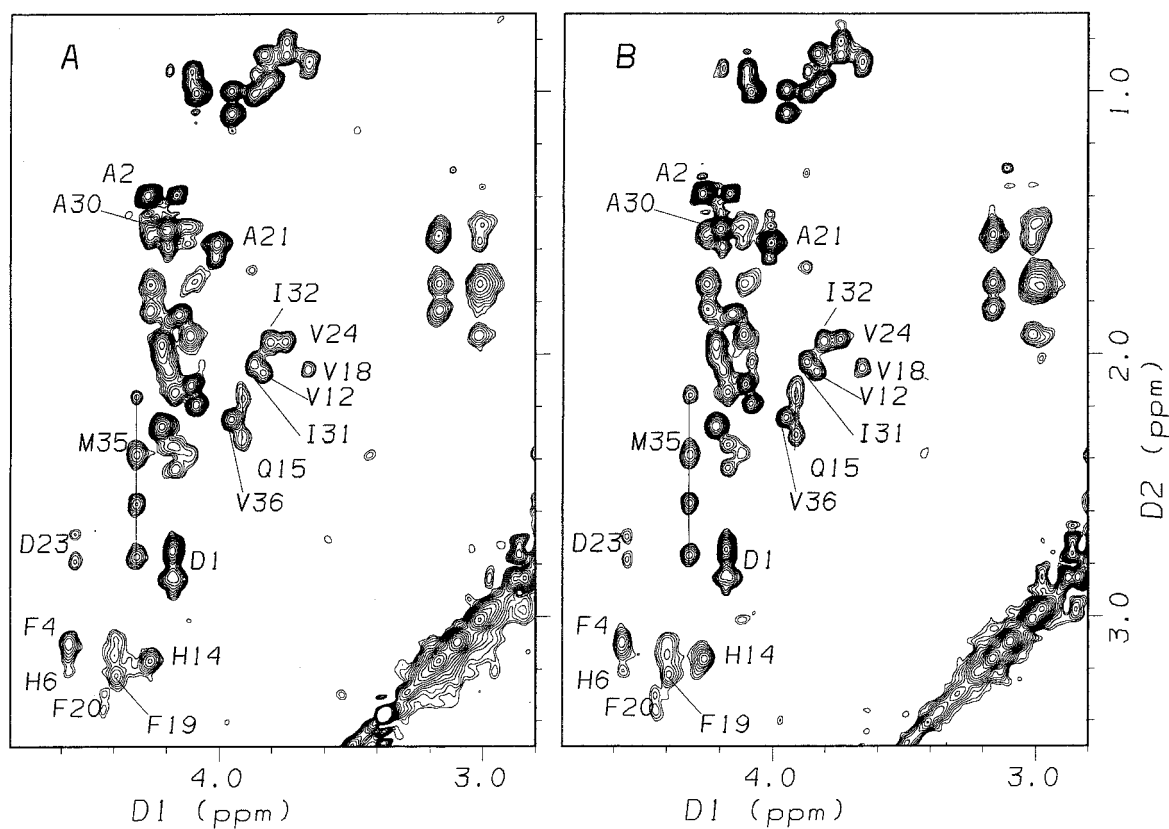 A
A2
A30
A21
I32
V24
V18
V12
I31
M35
Q15
V36
D23
D1
F4
H14
H6
F20
F19
4.0
3.0
D1 (ppm)
B
A2
A30
A21
I32
V24
V18
V12
I31
M35
Q15
V36
D23
D1
F4
H14
H6
F20
F19
4.0
3.0
D1 (ppm)
1.0
2.0
3.0
D2 (ppm)